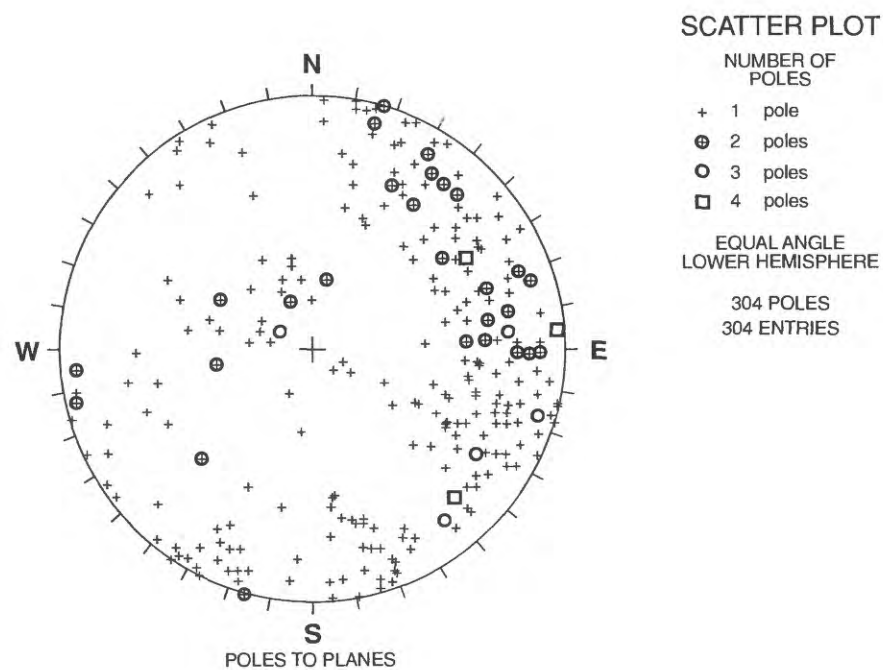 SCATTER PLOT
NUMBER OF
POLES
+ 1 pole
2 poles
3 poles
4 poles
EQUAL ANGLE
LOWER HEMISPHERE
304 POLES
304 ENTRIES
N
W
E
S
POLES TO PLANES